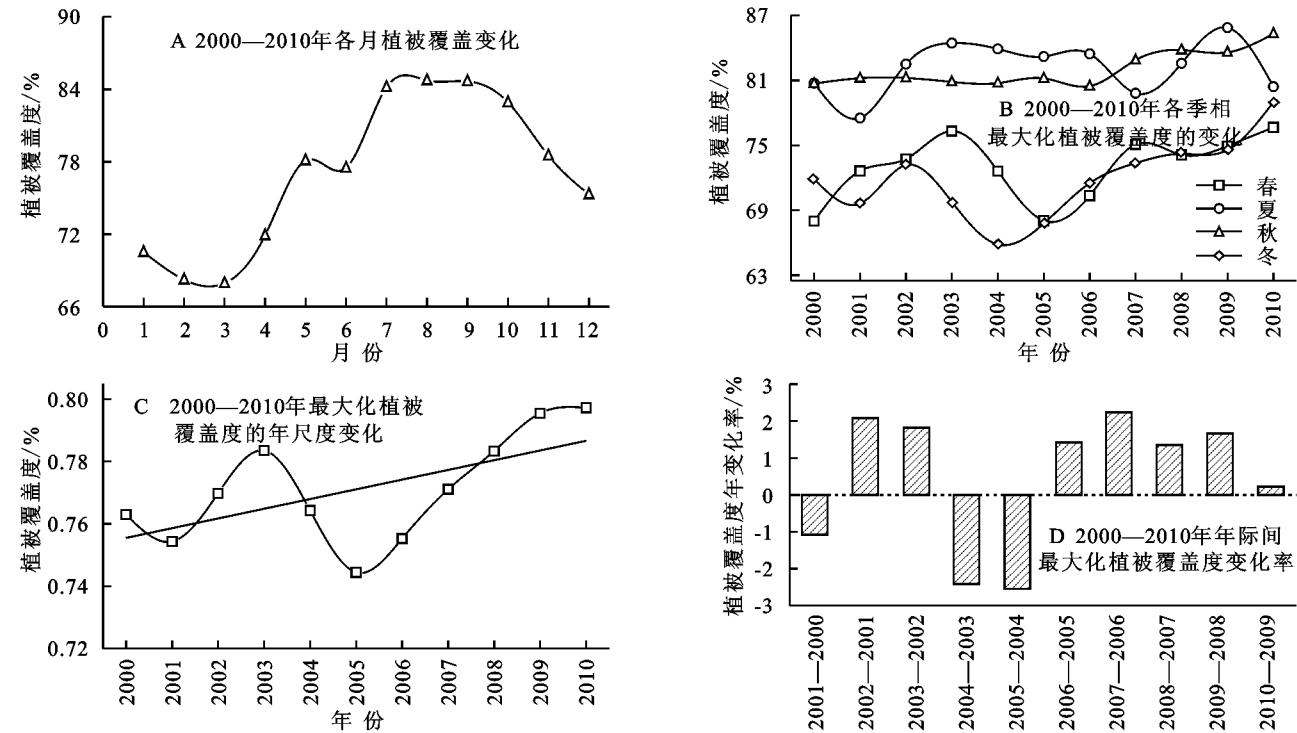 A 2000—2010年各月植被覆盖变化
植被覆盖度/%
90
84
78
72
66
0 1 2 3 4 5 6 7 8 9 10 11 12
月 份
B 2000—2010年各季相
最大化植被覆盖度的变化
植被覆盖度/%
87
81
75
69
63
春
夏
秋
冬
2000 2001 2002 2003 2004 2005 2006 2007 2008 2009 2010
年 份
C 2000—2010年最大化植被
覆盖度的年尺度变化
植被覆盖度/%
0.80
0.78
0.76
0.74
0.72
2000 2001 2002 2003 2004 2005 2006 2007 2008 2009 2010
年 份
植被覆盖度年变化率/%
3
2
1
0
-1
-2
-3
D 2000—2010年年际间
最大化植被覆盖度变化率
2001—2000 2002—2001 2003—2002 2004—2003 2005—2004 2006—2005 2007—2006 2008—2007 2009—2008 2010—2009